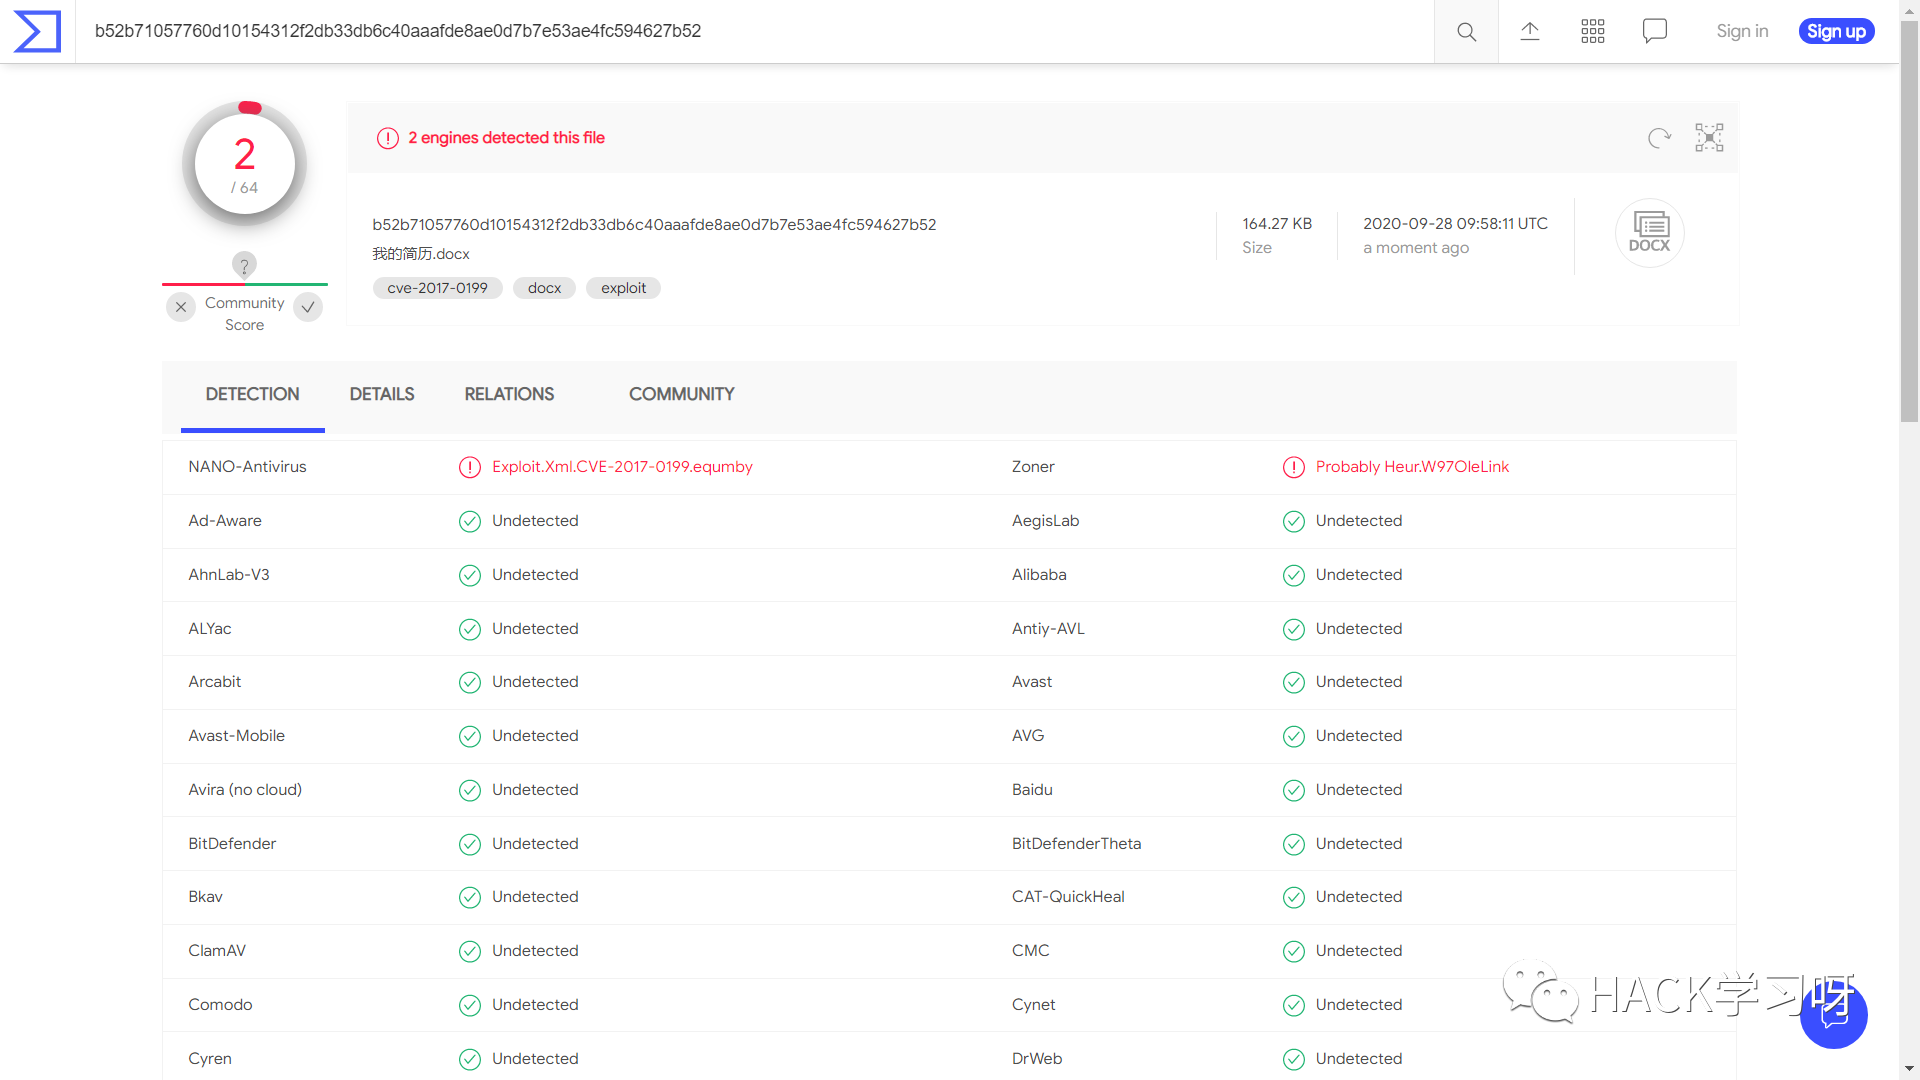 b52b71057760d10154312f2db33db6c40aaafde8ae0d7b7e53ae4fc594627b52
Sign in
Sign up
2
/ 64
2 engines detected this file
b52b71057760d10154312f2db33db6c40aaafde8ae0d7b7e53ae4fc594627b52
我的简历.docx
cve-2017-0199 docx exploit
164.27 KB
Size
2020-09-28 09:58:11 UTC
a moment ago
DOCX
?
Community
Score
DETECTION DETAILS RELATIONS COMMUNITY
NANO-Antivirus Exploit.Xml.CVE-2017-0199.equmby Zoner Probably Heur.W97OleLink
Ad-Aware Undetected AegisLab Undetected
AhnLab-V3 Undetected Alibaba Undetected
ALYac Undetected Antiy-AVL Undetected
Arcabit Undetected Avast Undetected
Avast-Mobile Undetected AVG Undetected
Avira (no cloud) Undetected Baidu Undetected
BitDefender Undetected BitDefenderTheta Undetected
Bkav Undetected CAT-QuickHeal Undetected
ClamAV Undetected CMC Undetected
Comodo Undetected Cynet Undetected
Cyren Undetected DrWeb Undetected
HACK学习呀